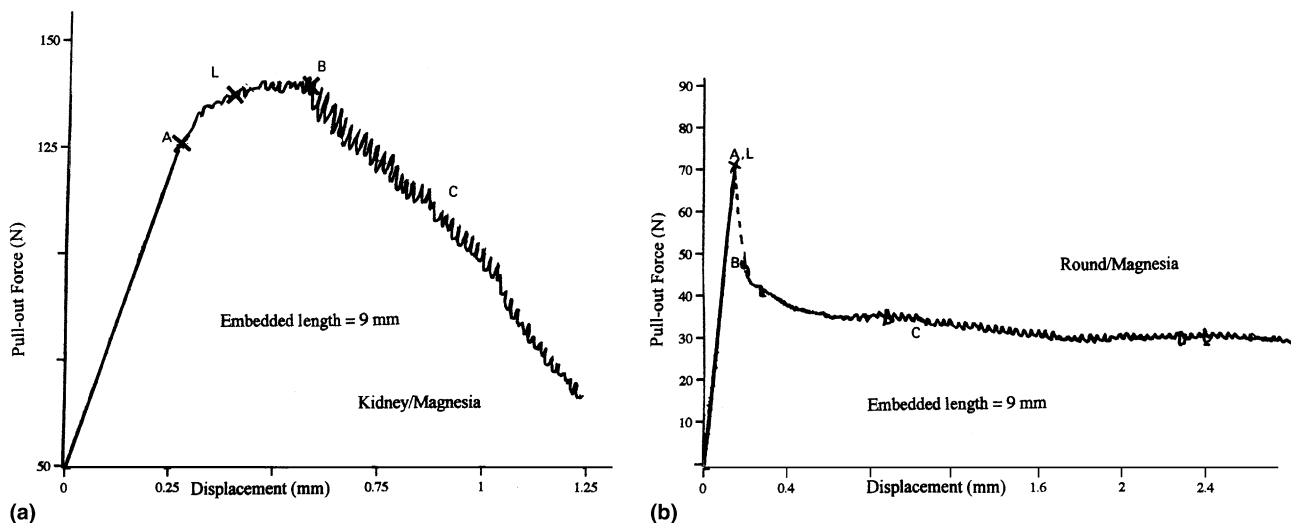 150
125
50
Pull-out Force (N)
A
L
B
C
Embedded length = 9 mm
Kidney/Magnesia
0
0.25
0.75
1
1.25
Displacement (mm)
(a)
90
80
70
60
50
40
30
20
10
Pull-out Force (N)
A,L
B
C
Round/Magnesia
Embedded length = 9 mm
0
0.4
1.6
2
2.4
Displacement (mm)
(b)